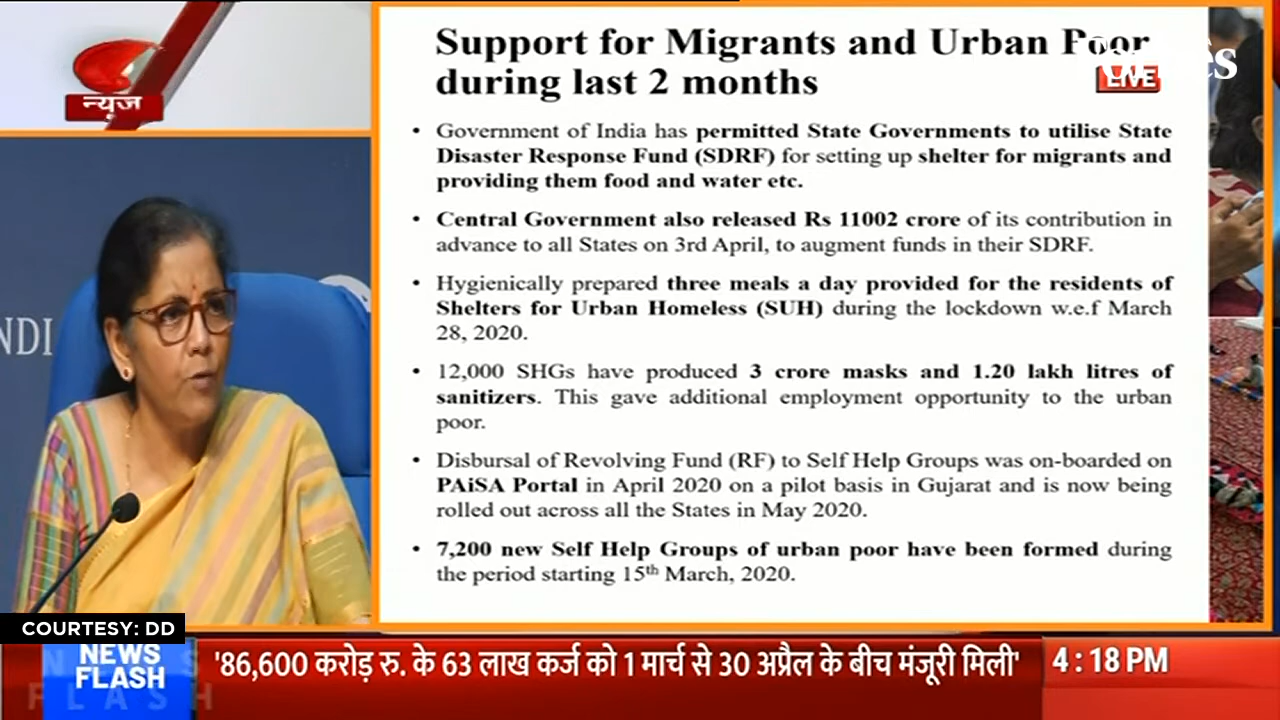 न्यूज़
Support for Migrants and Urban Poor
during last 2 months
LIVE
• Government of India has permitted State Governments to utilise State
Disaster Response Fund (SDRF) for setting up shelter for migrants and
providing them food and water etc.
• Central Government also released Rs 11002 crore of its contribution in
advance to all States on 3rd April, to augment funds in their SDRF.
• Hygienically prepared three meals a day provided for the residents of
Shelters for Urban Homeless (SUH) during the lockdown w.e.f March
28, 2020.
• 12,000 SHGs have produced 3 crore masks and 1.20 lakh litres of
sanitizers. This gave additional employment opportunity to the urban
poor.
• Disbursal of Revolving Fund (RF) to Self Help Groups was on-boarded on
PAiSA Portal in April 2020 on a pilot basis in Gujarat and is now being
rolled out across all the States in May 2020.
• 7,200 new Self Help Groups of urban poor have been formed during
the period starting 15th March, 2020.
NDI
COURTESY: DD
NEWS
FLASH
'86,600 करोड़ रु. के 63 लाख कर्ज को 1 मार्च से 30 अप्रैल के बीच मंजूरी मिली'
4:18 PM